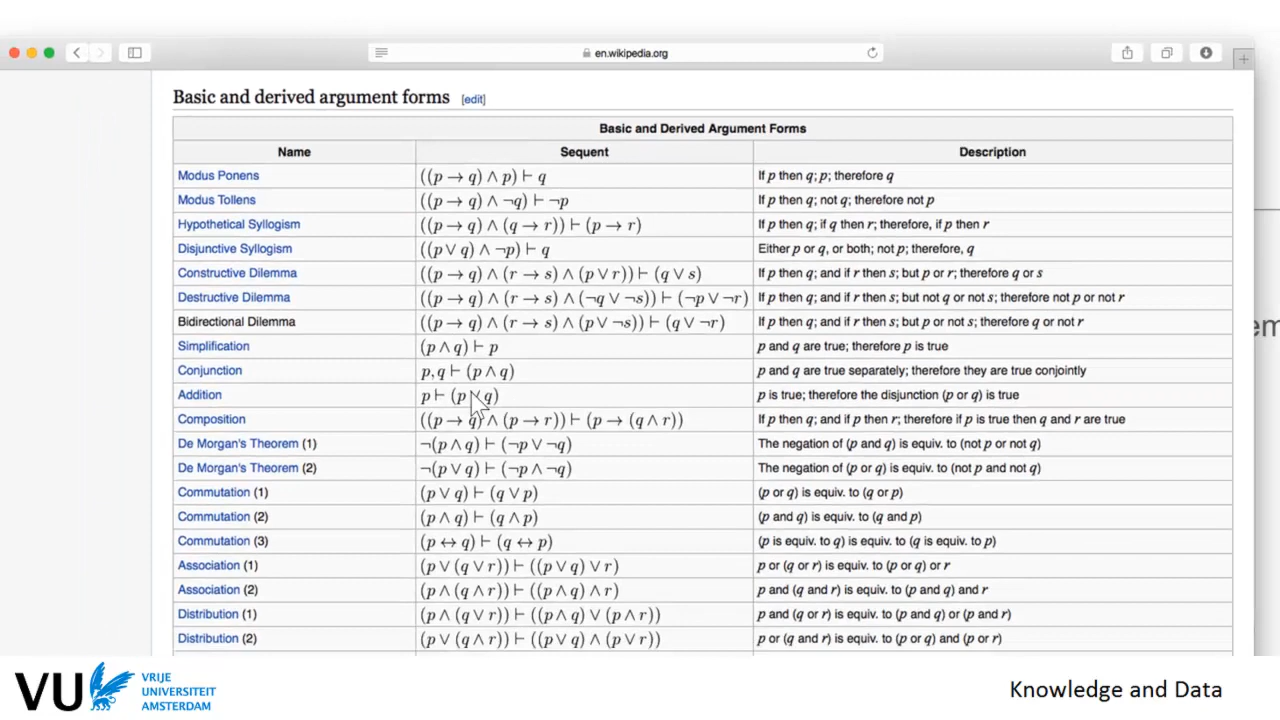 en.wikipedia.org
Basic and derived argument forms [edit]
Basic and Derived Argument Forms
Name Sequent Description
Modus Ponens ((p → q) ∧ p) ⊢ q If p then q; p; therefore q
Modus Tollens ((p → q) ∧ ¬q) ⊢ ¬p If p then q; not q; therefore not p
Hypothetical Syllogism ((p → q) ∧ (q → r)) ⊢ (p → r) If p then q; if q then r; therefore, if p then r
Disjunctive Syllogism ((p ∨ q) ∧ ¬p) ⊢ q Either p or q, or both; not p; therefore, q
Constructive Dilemma ((p → q) ∧ (r → s) ∧ (p ∨ r)) ⊢ (q ∨ s) If p then q; and if r then s; but p or r; therefore q or s
Destructive Dilemma ((p → q) ∧ (r → s) ∧ (¬q ∨ ¬s)) ⊢ (¬p ∨ ¬r) If p then q; and if r then s; but not q or not s; therefore not p or not r
Bidirectional Dilemma ((p → q) ∧ (r → s) ∧ (p ∨ ¬s)) ⊢ (q ∨ ¬r) If p then q; and if r then s; but p or not s; therefore q or not r
Simplification (p ∧ q) ⊢ p p and q are true; therefore p is true
Conjunction p, q ⊢ (p ∧ q) p and q are true separately; therefore they are true conjointly
Addition p ⊢ (p ∨ q) p is true; therefore the disjunction (p or q) is true
Composition ((p → q) ∧ (p → r)) ⊢ (p → (q ∧ r)) If p then q; and if p then r; therefore if p is true then q and r are true
De Morgan's Theorem (1) ¬(p ∧ q) ⊢ (¬p ∨ ¬q) The negation of (p and q) is equiv. to (not p or not q)
De Morgan's Theorem (2) ¬(p ∨ q) ⊢ (¬p ∧ ¬q) The negation of (p or q) is equiv. to (not p and not q)
Commutation (1) (p ∨ q) ⊢ (q ∨ p) (p or q) is equiv. to (q or p)
Commutation (2) (p ∧ q) ⊢ (q ∧ p) (p and q) is equiv. to (q and p)
Commutation (3) (p ↔ q) ⊢ (q ↔ p) (p is equiv. to q) is equiv. to (q is equiv. to p)
Association (1) (p ∨ (q ∨ r)) ⊢ ((p ∨ q) ∨ r) p or (q or r) is equiv. to (p or q) or r
Association (2) (p ∧ (q ∧ r)) ⊢ ((p ∧ q) ∧ r) p and (q and r) is equiv. to (p and q) and r
Distribution (1) (p ∧ (q ∨ r)) ⊢ ((p ∧ q) ∨ (p ∧ r)) p and (q or r) is equiv. to (p and q) or (p and r)
Distribution (2) (p ∨ (q ∧ r)) ⊢ ((p ∨ q) ∧ (p ∨ r)) p or (q and r) is equiv. to (p or q) and (p or r)
em
VU VRIJE
UNIVERSITEIT
AMSTERDAM
Knowledge and Data